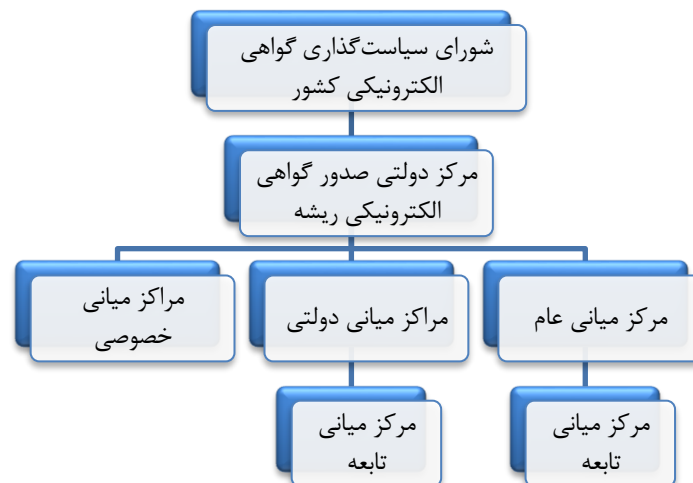 شورای سیاست‌گذاری گواهی
الکترونیکی کشور
مرکز دولتی صدور گواهی
الکترونیکی ریشه
مرکز میانی عام
مراکز میانی دولتی
مراکز میانی
خصوصی
مرکز میانی
تابعه
مرکز میانی
تابعه